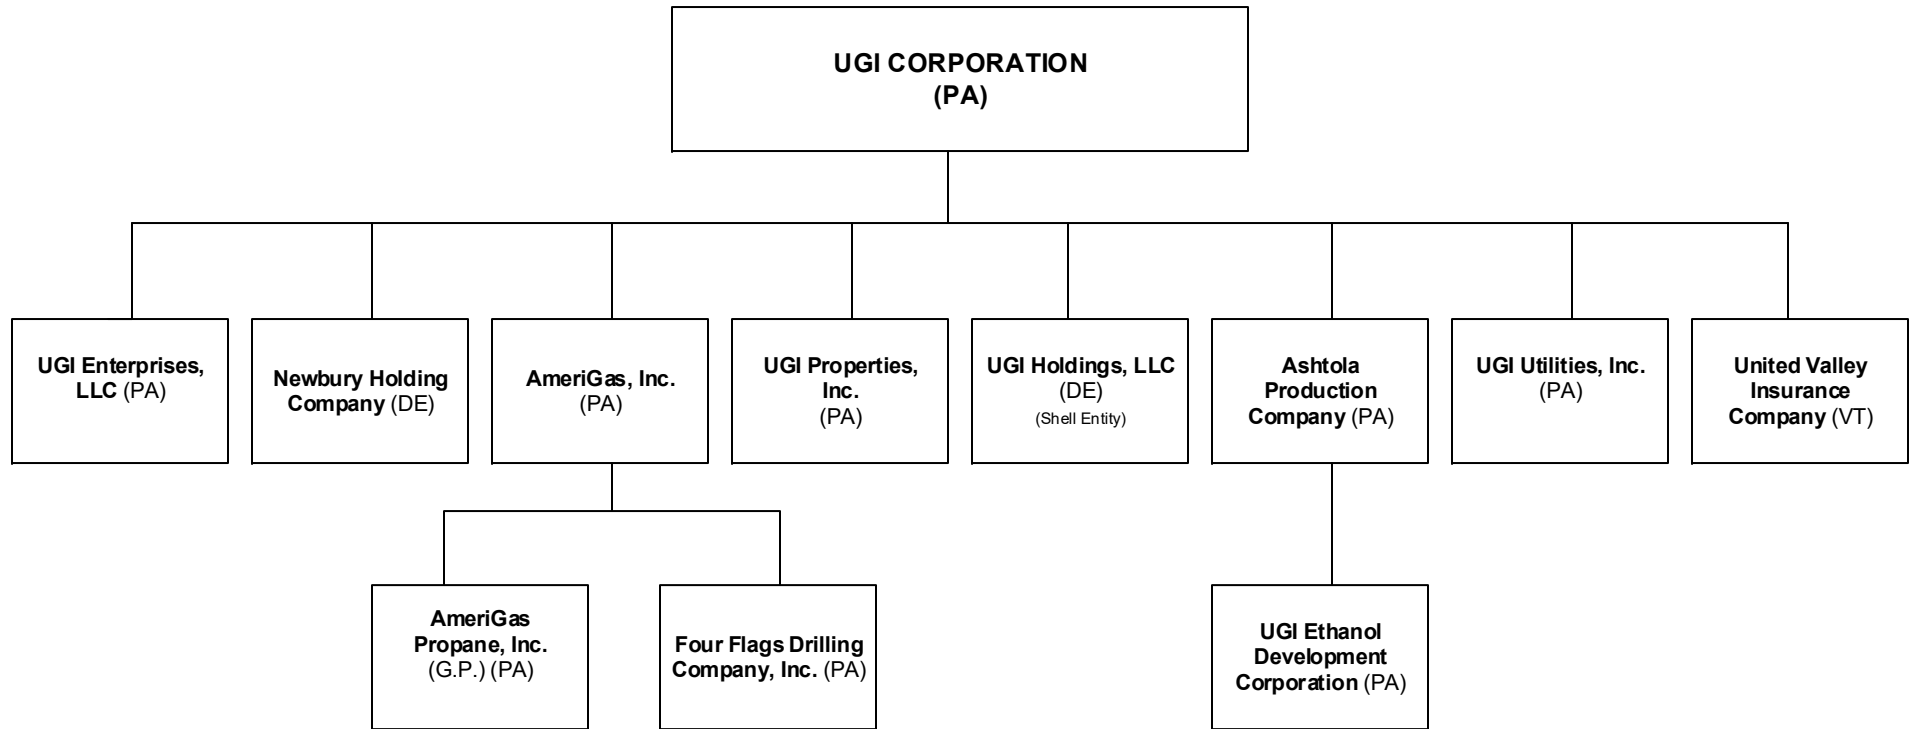 UGI CORPORATION
(PA)
UGI Enterprises,
LLC (PA)
Newbury Holding
Company (DE)
AmeriGas, Inc.
(PA)
UGI Properties,
Inc.
(PA)
UGI Holdings, LLC
(DE)
(Shell Entity)
Ashtola
Production
Company (PA)
UGI Utilities, Inc.
(PA)
United Valley
Insurance
Company (VT)
AmeriGas
Propane, Inc.
(G.P.) (PA)
Four Flags Drilling
Company, Inc. (PA)
UGI Ethanol
Development
Corporation (PA)